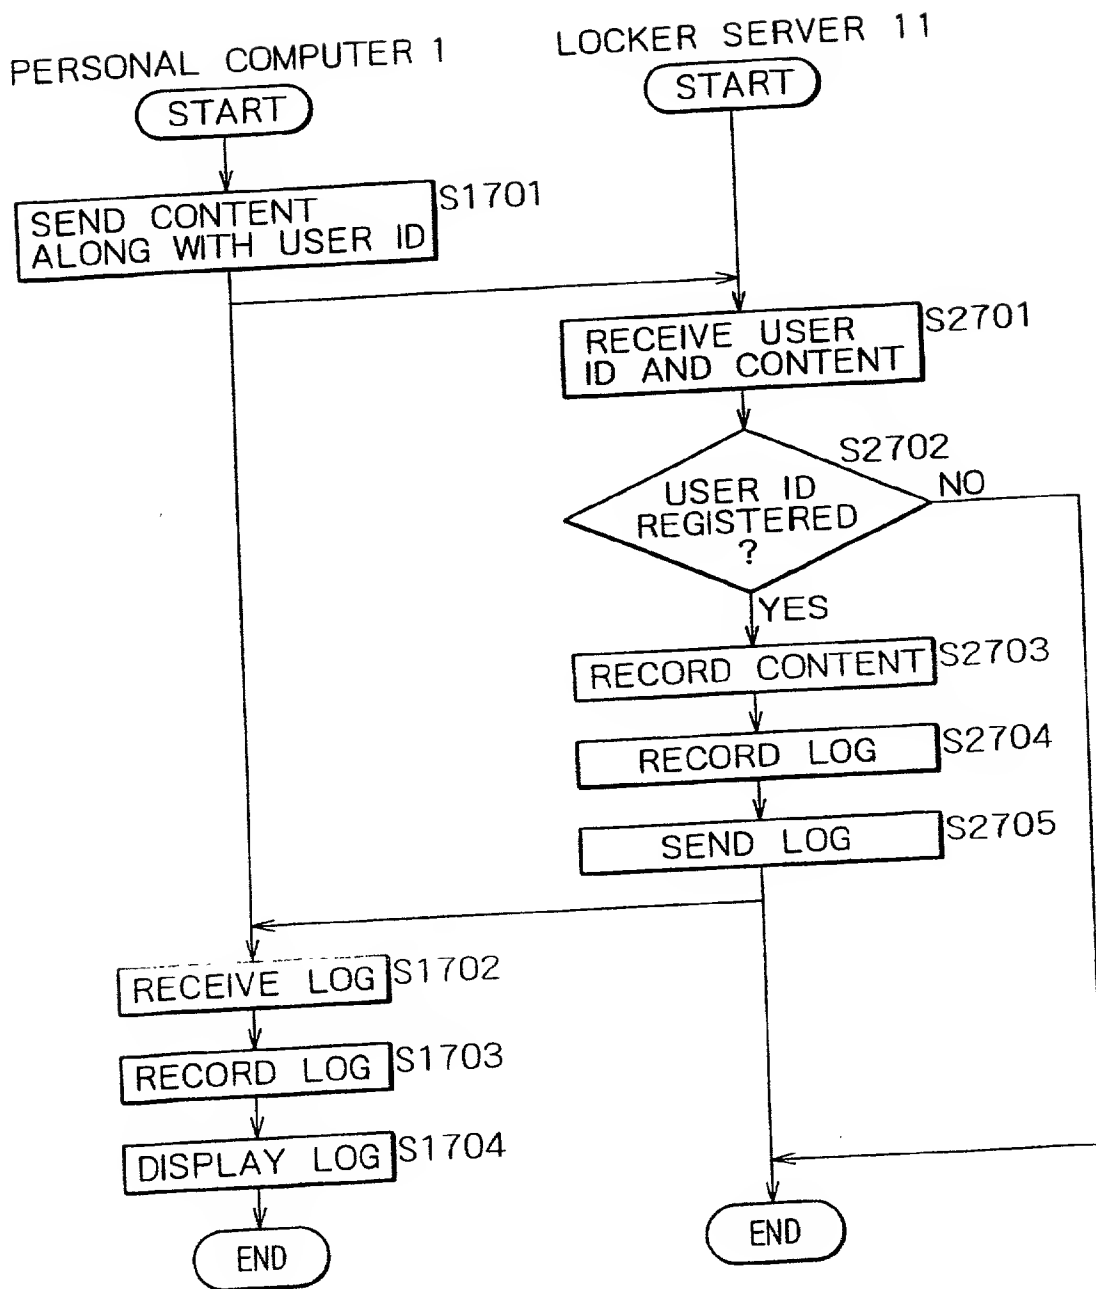 PERSONAL COMPUTER 1
START
SEND CONTENT
ALONG WITH USER ID
S1701
LOCKER SERVER 11
START
RECEIVE USER
ID AND CONTENT
S2701
S2702
USER ID
REGISTERED
?
NO
YES
RECORD CONTENT
S2703
RECORD LOG
S2704
SEND LOG
S2705
RECEIVE LOG
S1702
RECORD LOG
S1703
DISPLAY LOG
S1704
END
END